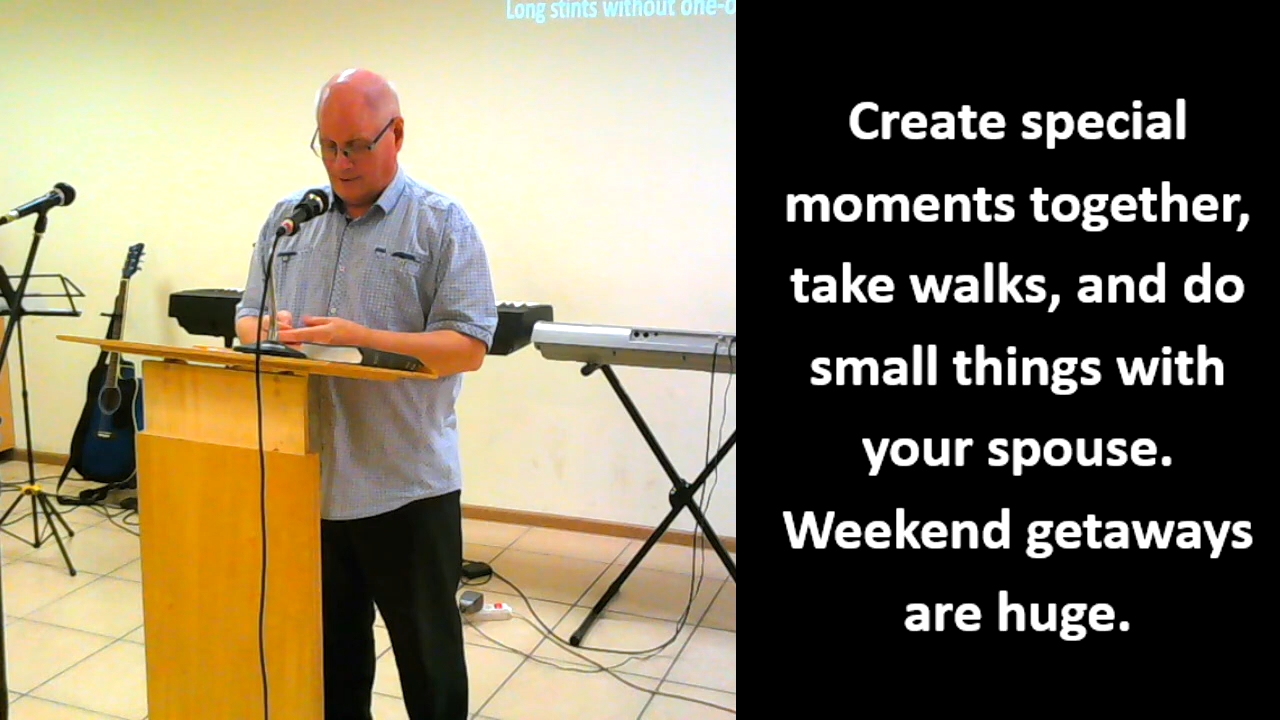 Long stints without one-o
Create special
moments together,
take walks, and do
small things with
your spouse.
Weekend getaways
are huge.